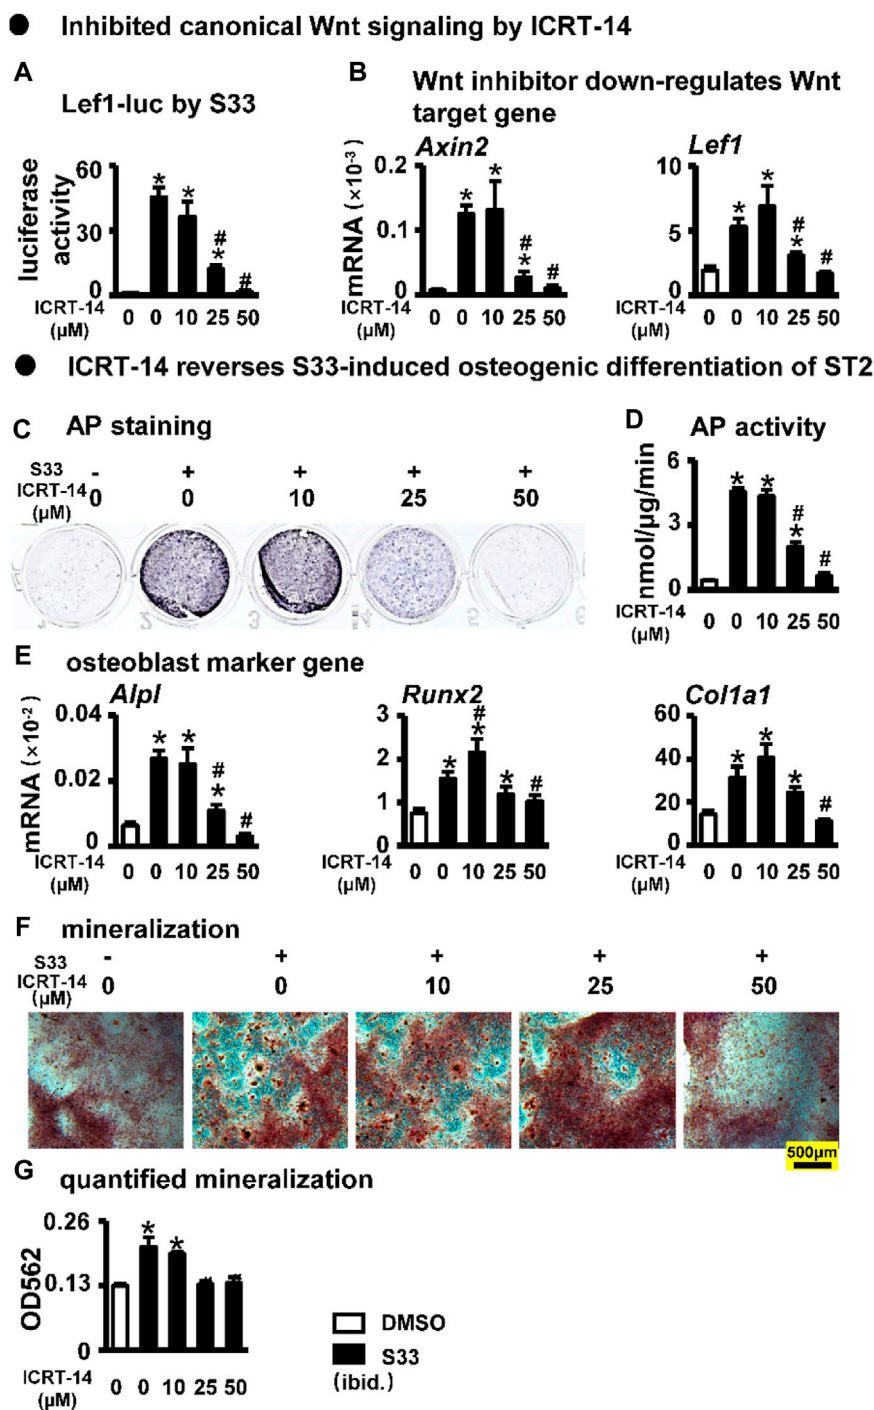 ● Inhibited canonical Wnt signaling by ICRT-14
A
Lef1-luc by S33
luciferase
activity
60
30
0
* * # * #
ICRT-14
(μM)
0 0 10 25 50
B
Wnt inhibitor down-regulates Wnt
target gene
Axin2
mRNA (×10-3)
0.2
0.1
0
* * # * #
ICRT-14
(μM)
0 0 10 25 50
Lef1
10
5
0
* * # * #
ICRT-14
(μM)
0 0 10 25 50
● ICRT-14 reverses S33-induced osteogenic differentiation of ST2
C
AP staining
S33 - + + + +
ICRT-14
(μM)
0 0 10 25 50
1 2 3 4 5 6
D
AP activity
nmol/μg/min
6
3
0
* * # * #
ICRT-14
(μM)
0 0 10 25 50
E
osteoblast marker gene
Alpl
mRNA (×10-2)
0.04
0.02
0
* * # * #
ICRT-14
(μM)
0 0 10 25 50
Runx2
3
2
1
0
* # * * #
ICRT-14
(μM)
0 0 10 25 50
Col1a1
60
40
20
0
* * * #
ICRT-14
(μM)
0 0 10 25 50
F
mineralization
S33 - + + + +
ICRT-14
(μM)
0 0 10 25 50
500μm
G
quantified mineralization
OD562
0.26
0.13
0
* *
ICRT-14
(μM)
0 0 10 25 50
DMSO
S33
(ibid.)